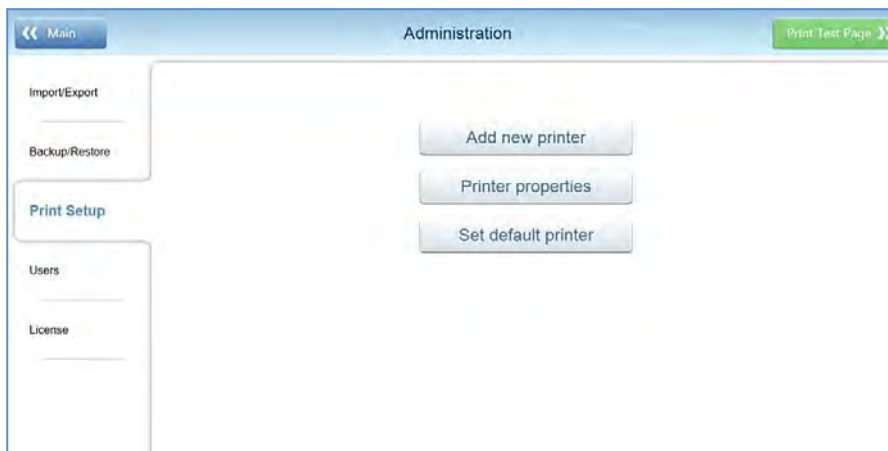 Main
Administration
Print Test Page
Import/Export
Backup/Restore
Print Setup
Users
License
Add new printer
Printer properties
Set default printer